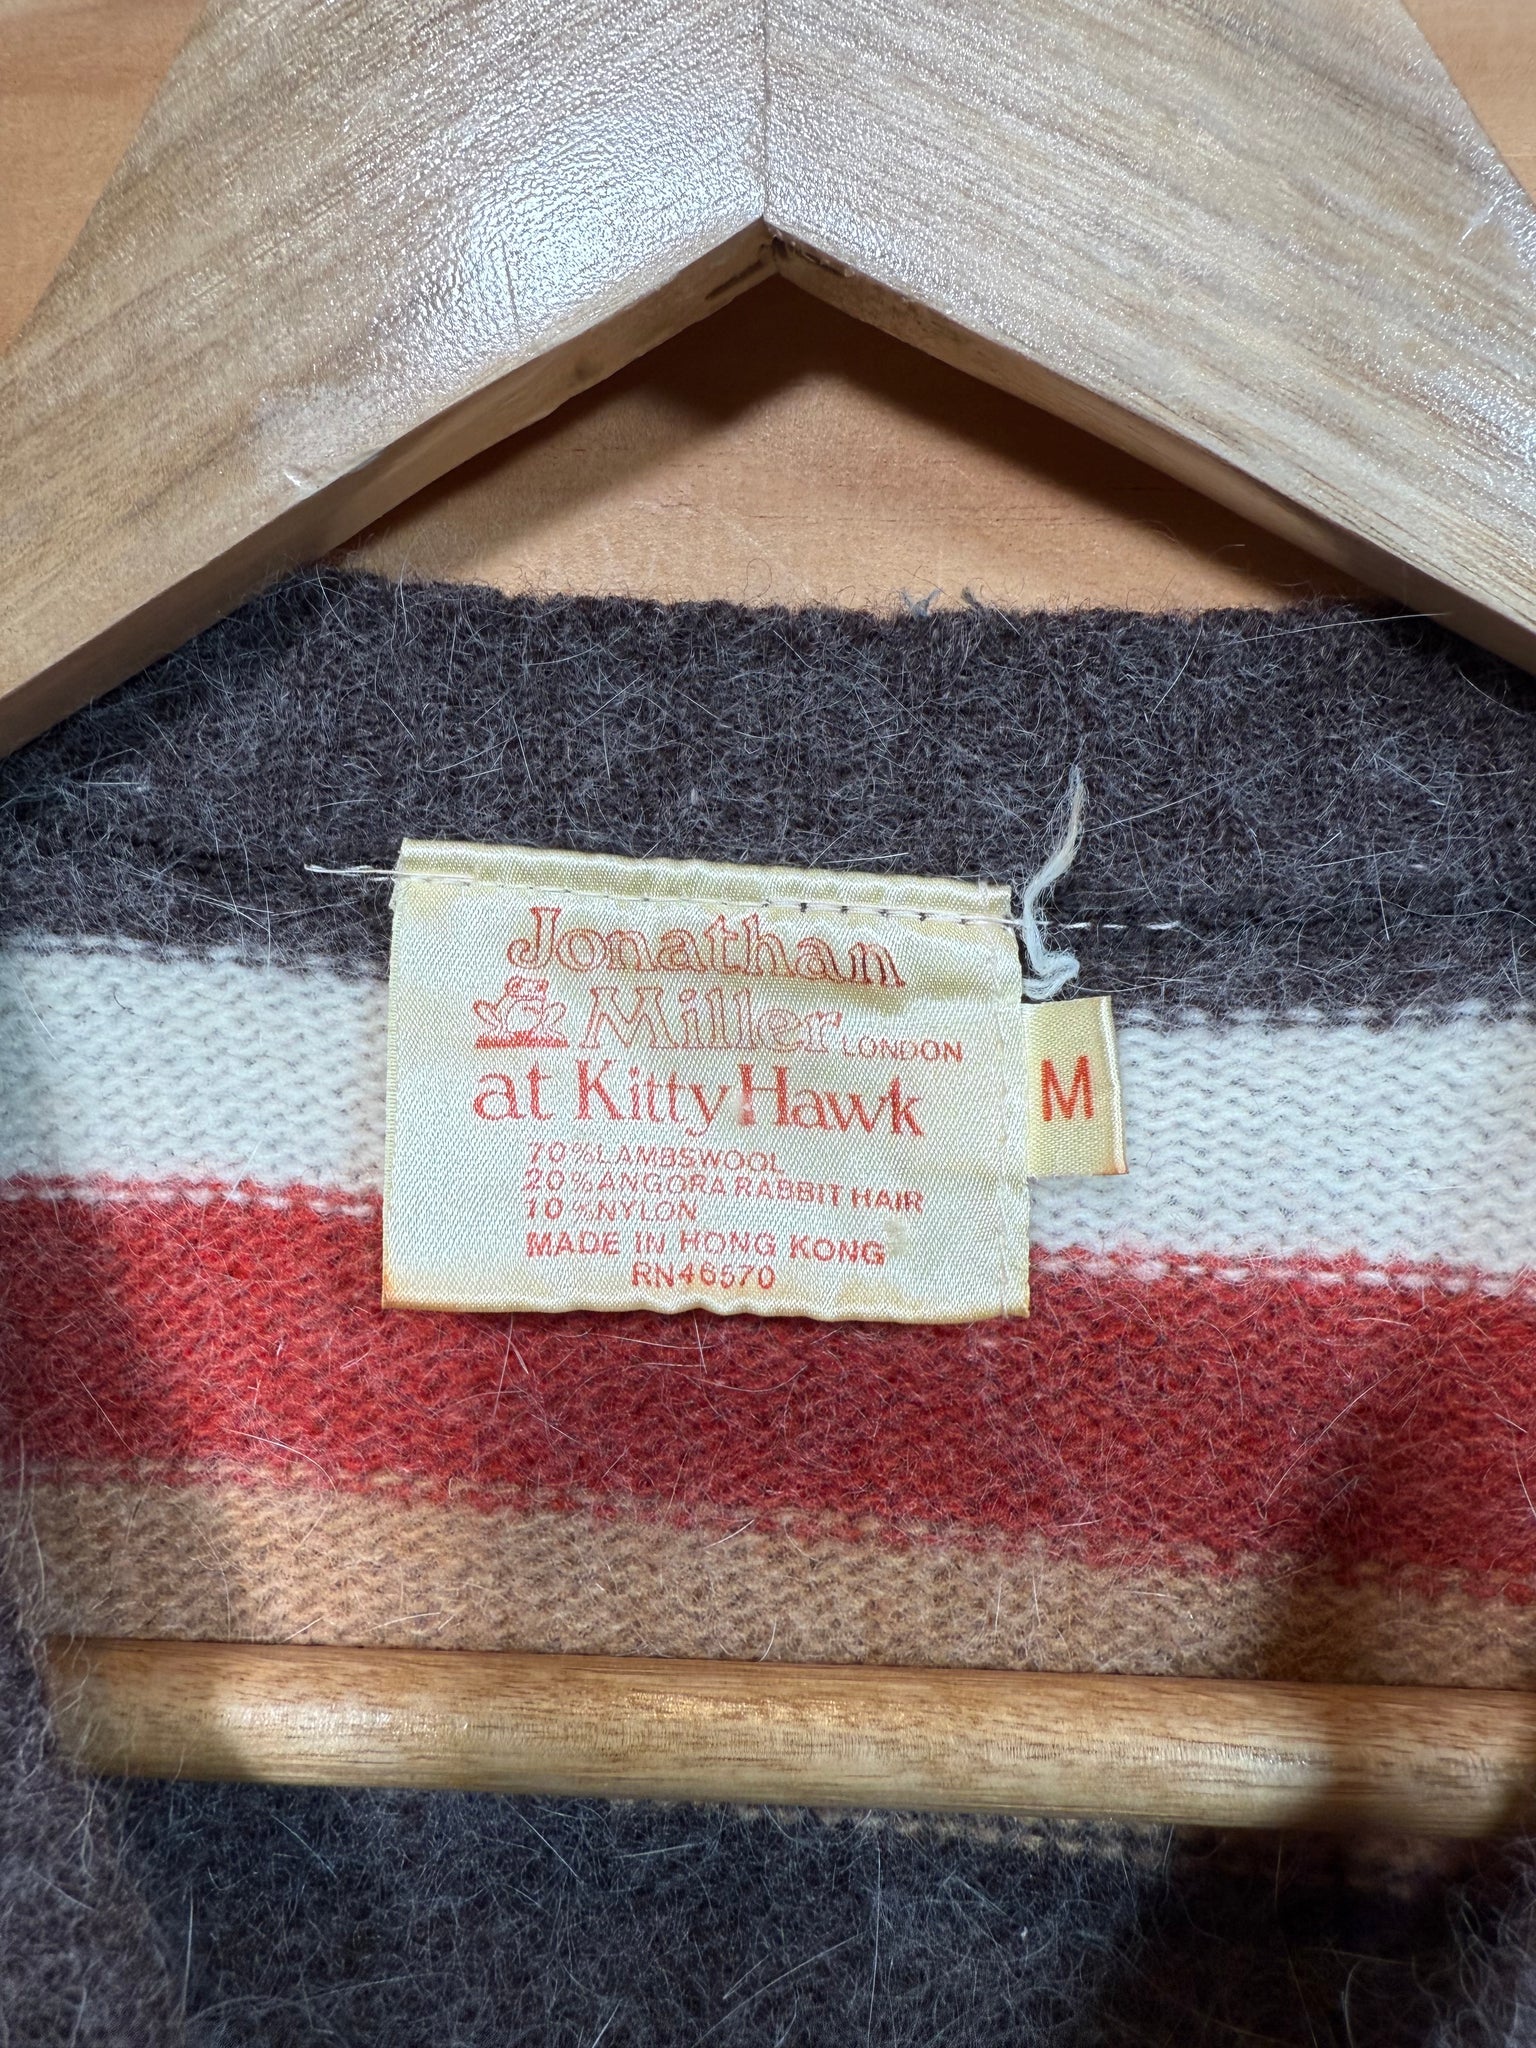 Jonathan
Miller LONDON
at Kitty Hawk
M
70% LAMBSWOOL
20% ANGORA RABBIT HAIR
10% NYLON
MADE IN HONG KONG
RN46570